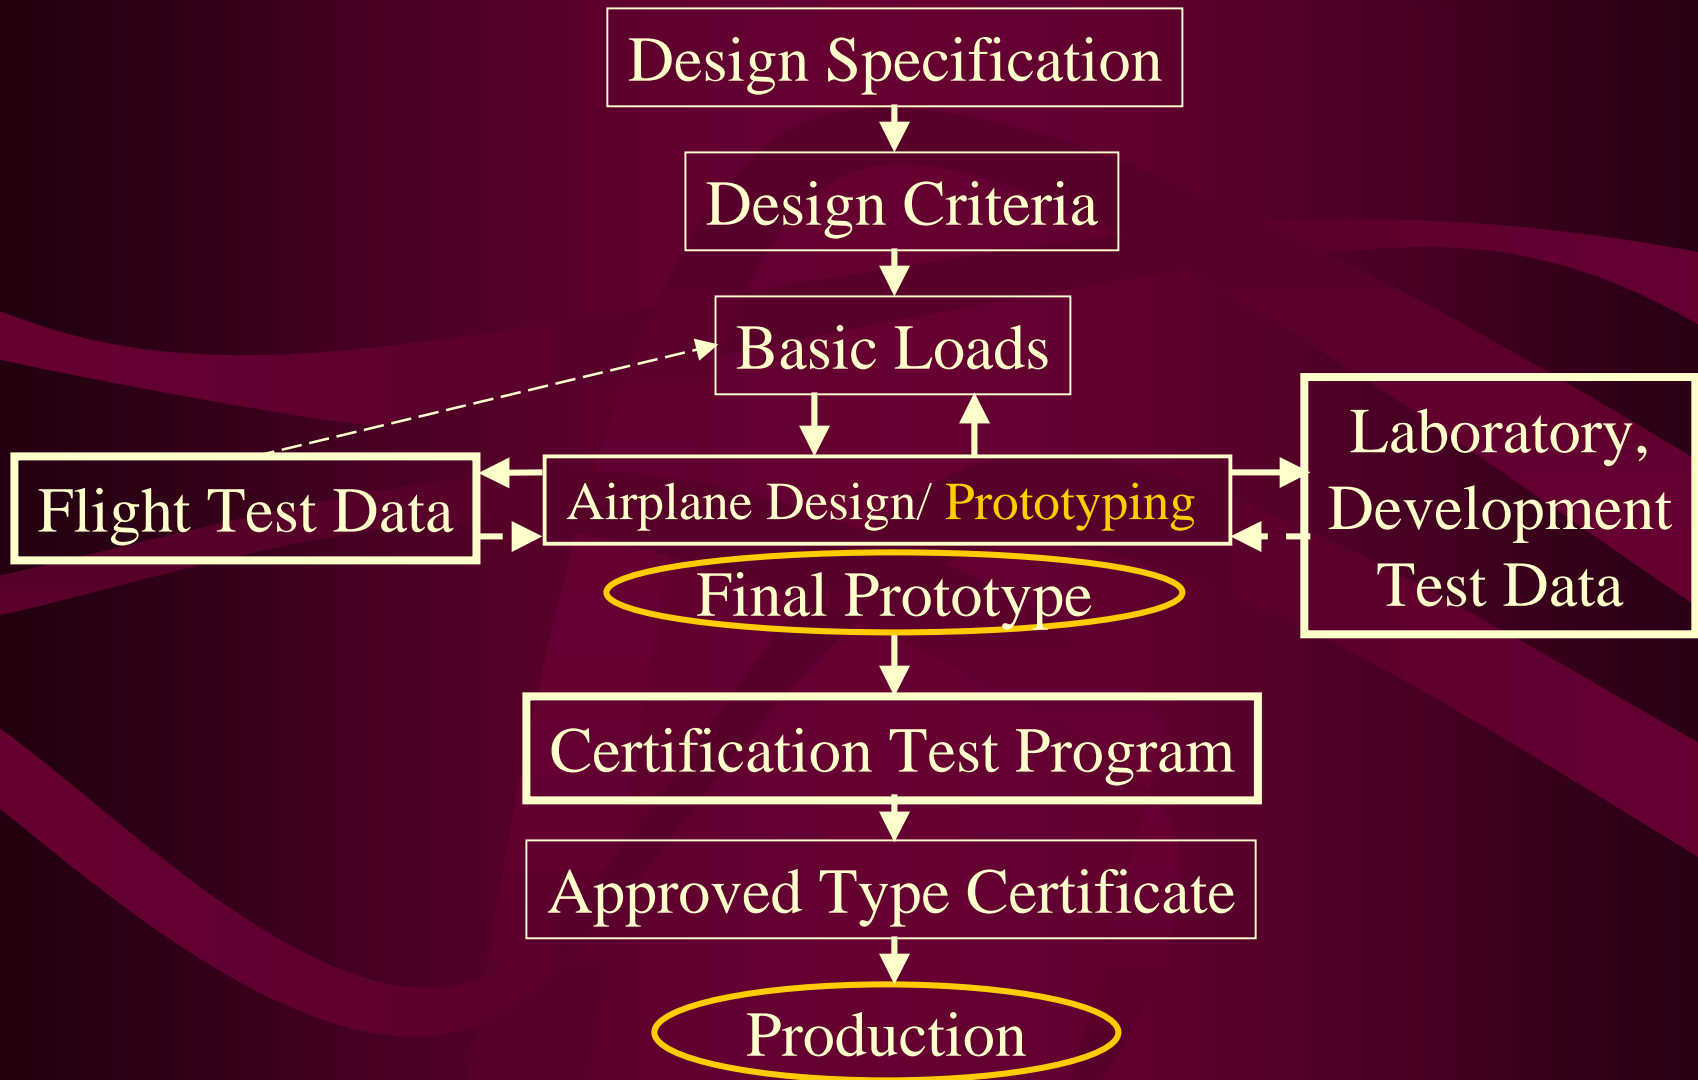 Design Specification
Design Criteria
Basic Loads
Flight Test Data
Airplane Design/ Prototyping
Laboratory,
Development
Test Data
Final Prototype
Certification Test Program
Approved Type Certificate
Production